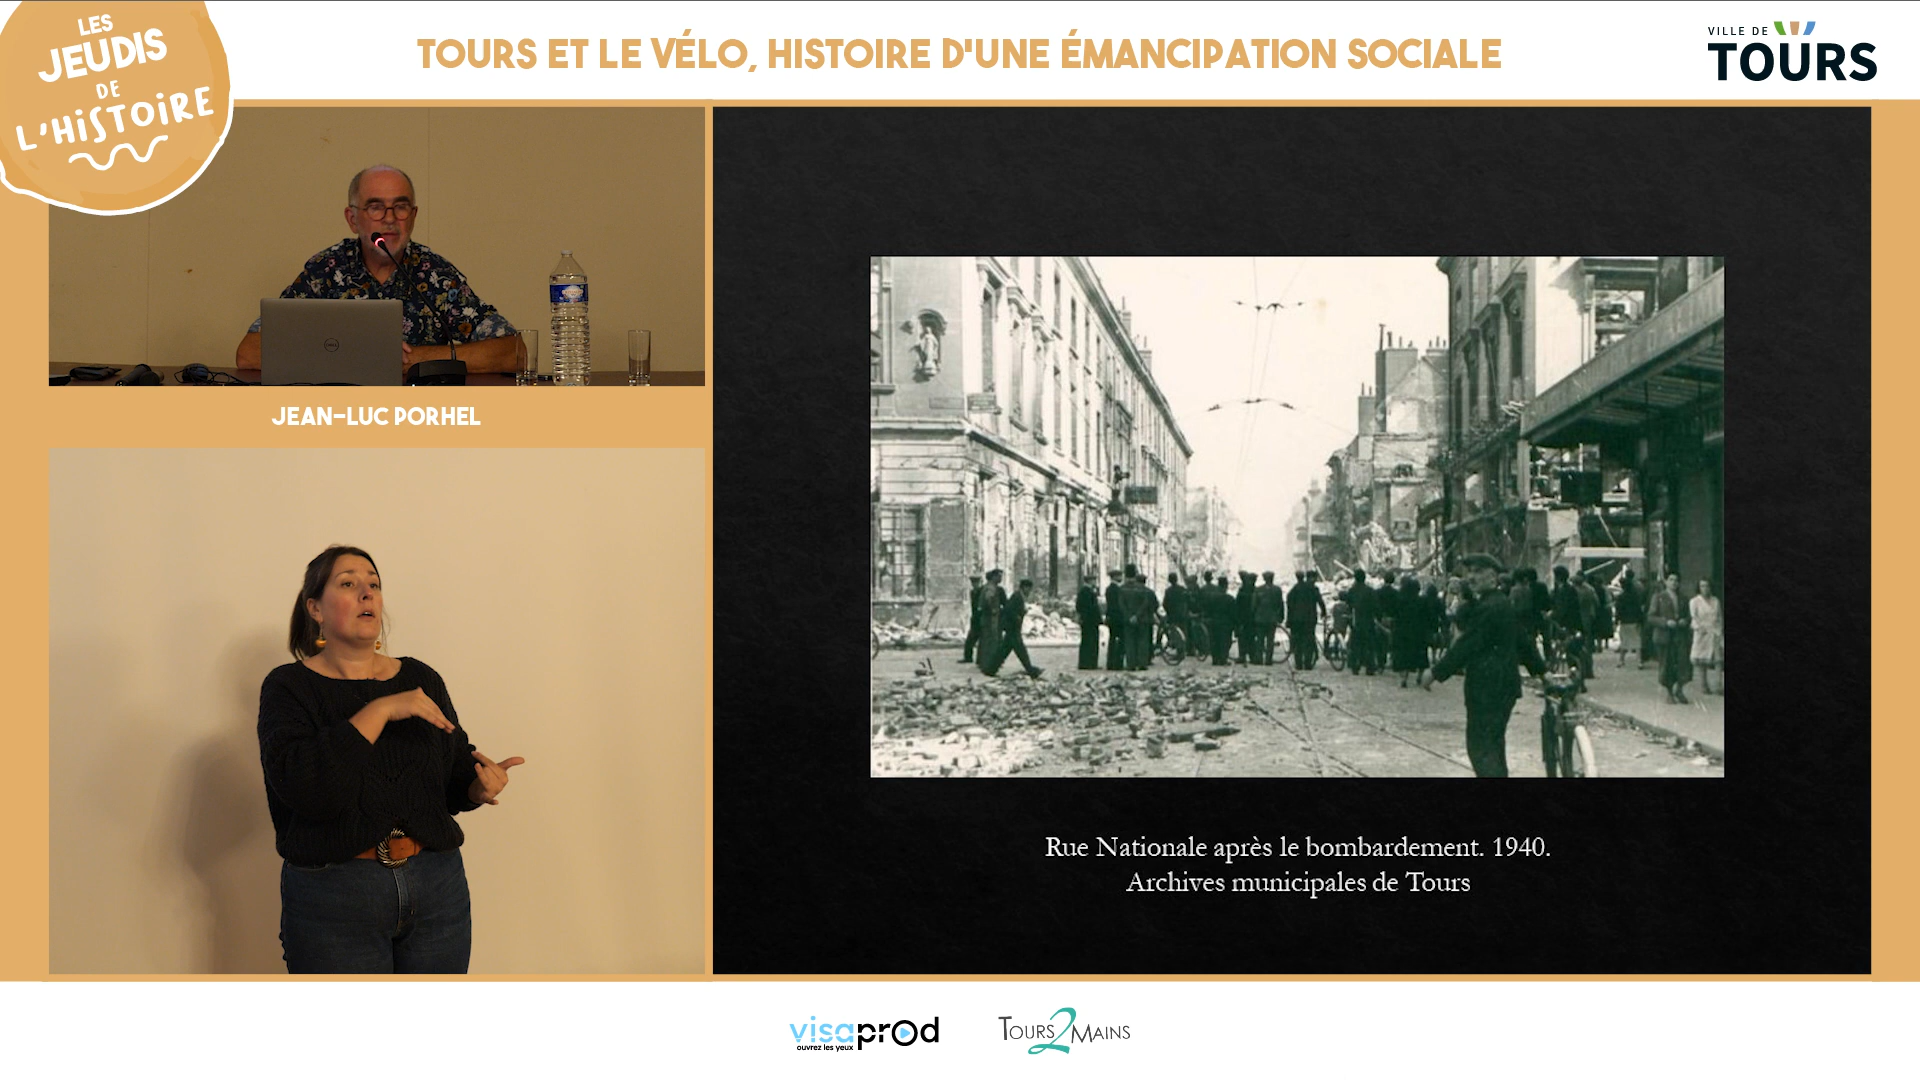 LES
JEUDIS
DE
L'HISTOIRE
TOURS ET LE VÉLO, HISTOIRE D'UNE ÉMANCIPATION SOCIALE
VILLE DE
TOURS
JEAN-LUC PORHEL
Rue Nationale après le bombardement. 1940.
Archives municipales de Tours
visaprod
ouvrez les yeux
TOURS 2 MAINS